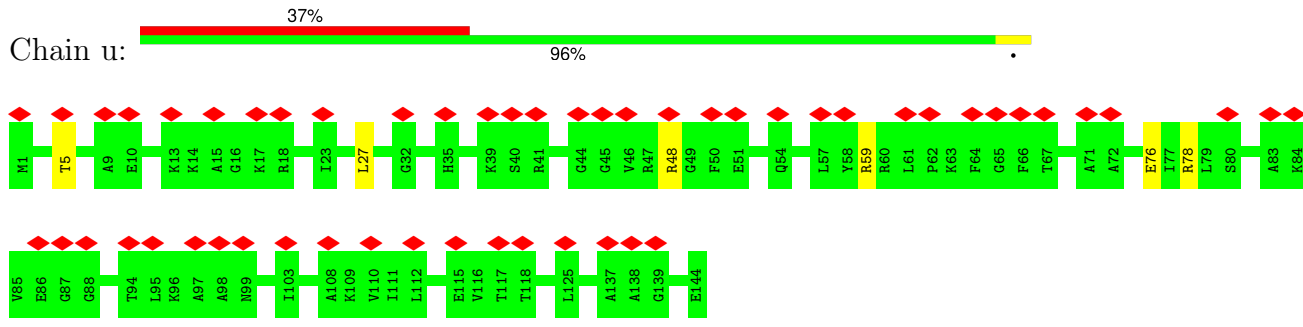 37%
Chain u:
96%
.
M1 T5 A9 E10 K13 K14 A15 G16 K17 R18 I23 L27 G32 H35 K39 S40 R41 G44 G45 V46 R47 R48 G49 F50 E51 Q54 L57 Y58 R59 R60 L61 P62 K63 F64 G65 F66 T67 A71 A72 E76 I77 R78 L79 S80 A83 K84
V85 E86 G87 G88 T94 L95 K96 A97 A98 N99 I103 A108 K109 V110 I111 L112 E115 V116 T117 T118 L125 A137 A138 G139 E144